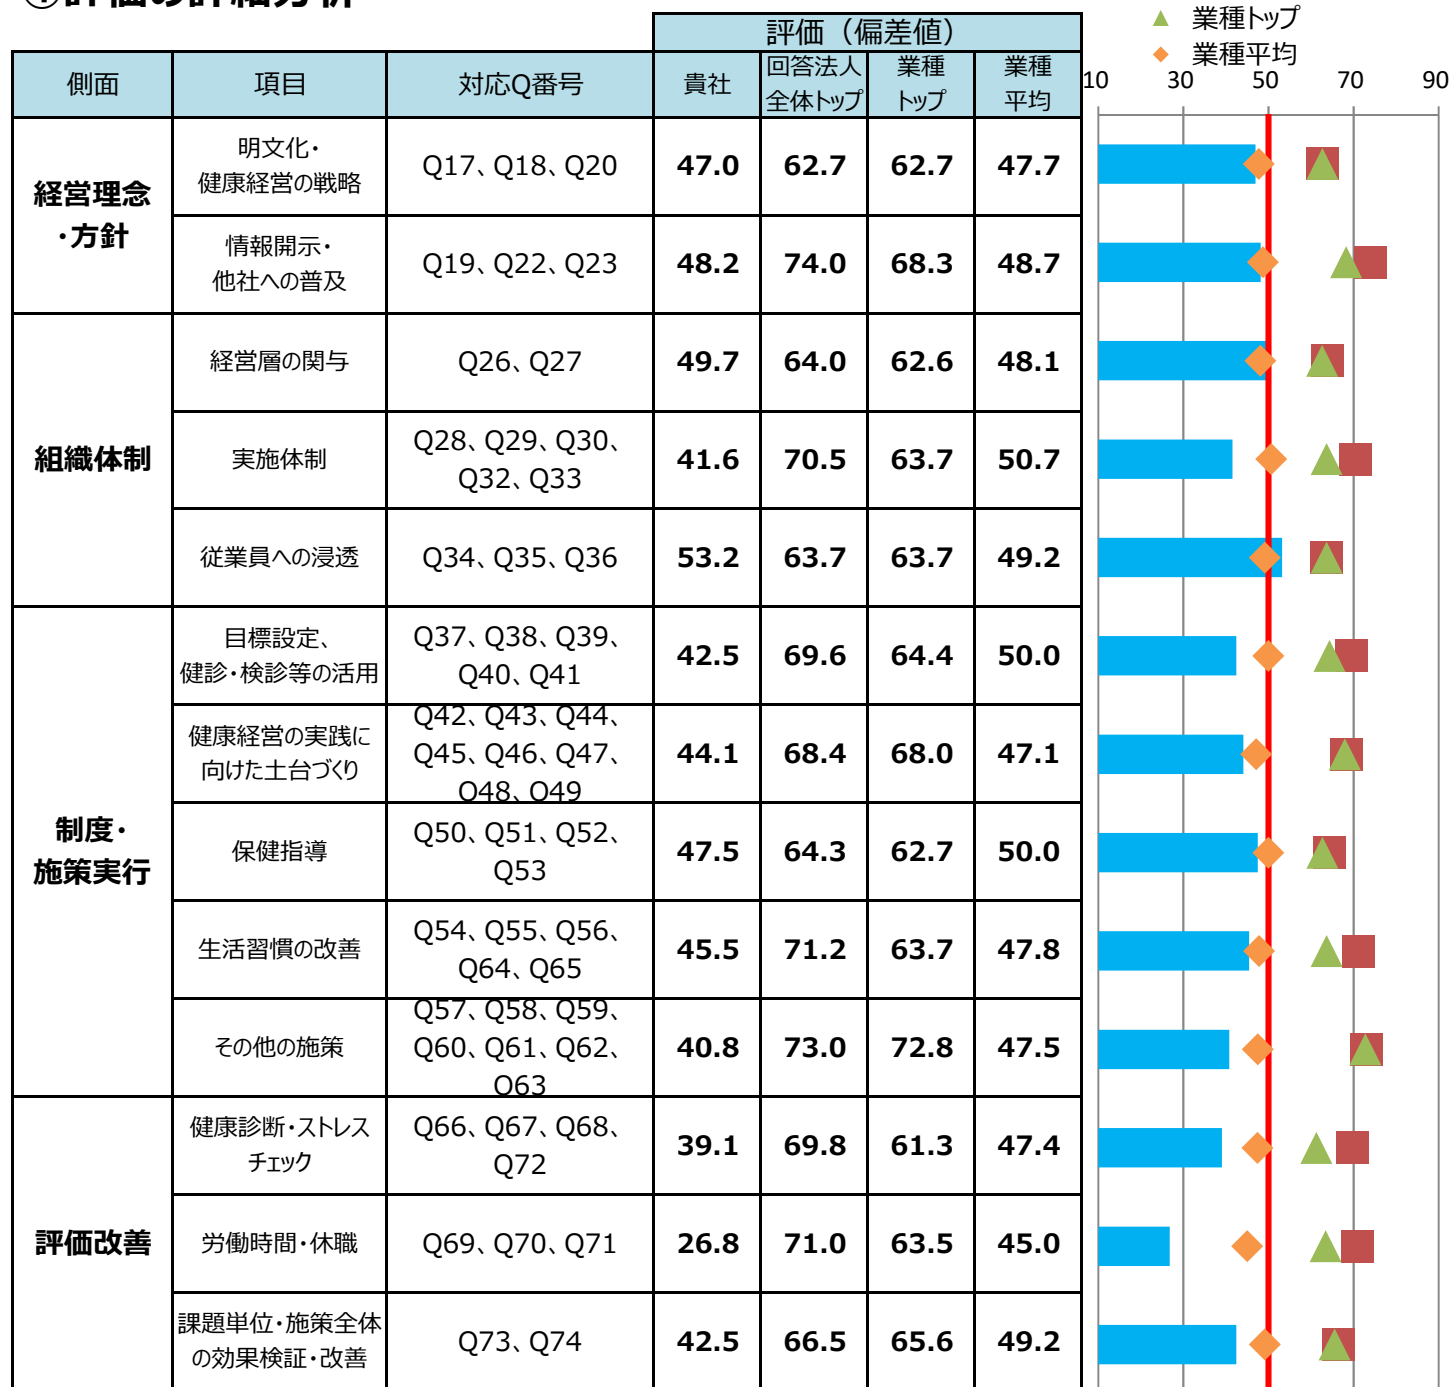 ①評価の詳細分析
▲ 業種トップ
◆ 業種平均
評価（偏差値）
側面 項目 対応Q番号 貴社 回答法人全体トップ 業種トップ 業種平均
10 30 50 70 90
経営理念・方針
明文化・健康経営の戦略 Q17、Q18、Q20 47.0 62.7 62.7 47.7
情報開示・他社への普及 Q19、Q22、Q23 48.2 74.0 68.3 48.7
組織体制
経営層の関与 Q26、Q27 49.7 64.0 62.6 48.1
実施体制 Q28、Q29、Q30、Q32、Q33 41.6 70.5 63.7 50.7
従業員への浸透 Q34、Q35、Q36 53.2 63.7 63.7 49.2
制度・施策実行
目標設定、健診・検診等の活用 Q37、Q38、Q39、Q40、Q41 42.5 69.6 64.4 50.0
健康経営の実践に向けた土台づくり Q42、Q43、Q44、Q45、Q46、Q47、Q48、Q49 44.1 68.4 68.0 47.1
保健指導 Q50、Q51、Q52、Q53 47.5 64.3 62.7 50.0
生活習慣の改善 Q54、Q55、Q56、Q64、Q65 45.5 71.2 63.7 47.8
その他の施策 Q57、Q58、Q59、Q60、Q61、Q62、Q63 40.8 73.0 72.8 47.5
評価改善
健康診断・ストレスチェック Q66、Q67、Q68、Q72 39.1 69.8 61.3 47.4
労働時間・休職 Q69、Q70、Q71 26.8 71.0 63.5 45.0
課題単位・施策全体の効果検証・改善 Q73、Q74 42.5 66.5 65.6 49.2